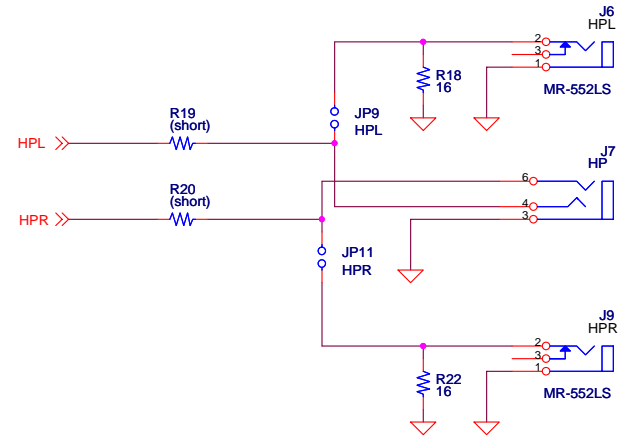 J6
HPL
2
3
1
MR-552LS
R18
16
JP9
HPL
R19
(short)
HPL
J7
HP
6
4
3
R20
(short)
HPR
JP11
HPR
J9
HPR
2
3
1
MR-552LS
R22
16